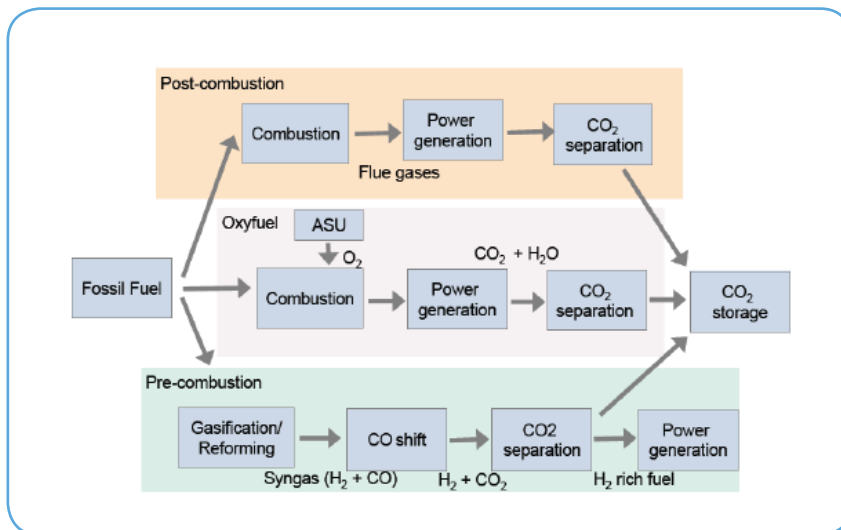 Post-combustion
Combustion
Power
generation
CO₂
separation
Flue gases
Oxyfuel
ASU
O₂
CO₂ + H₂O
Fossil Fuel
Combustion
Power
generation
CO₂
separation
CO₂
storage
Pre-combustion
Gasification/
Reforming
CO shift
CO2
separation
Power
generation
Syngas (H₂ + CO)
H₂ + CO₂
H₂ rich fuel